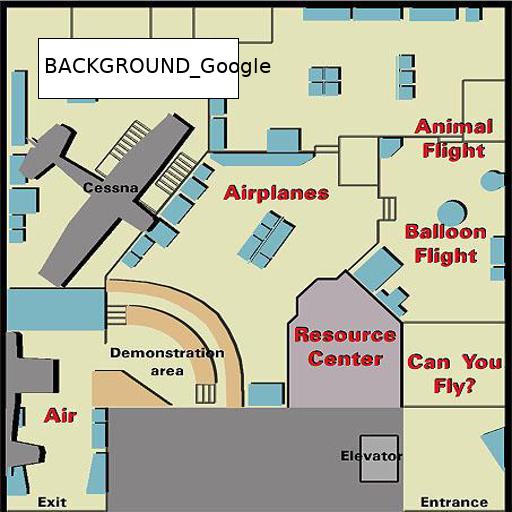 BACKGROUND_Google
Animal
Flight
Cessna
Airplanes
Balloon
Flight
Resource
Center
Demonstration
area
Can You
Fly?
Air
Elevator
Exit
Entrance